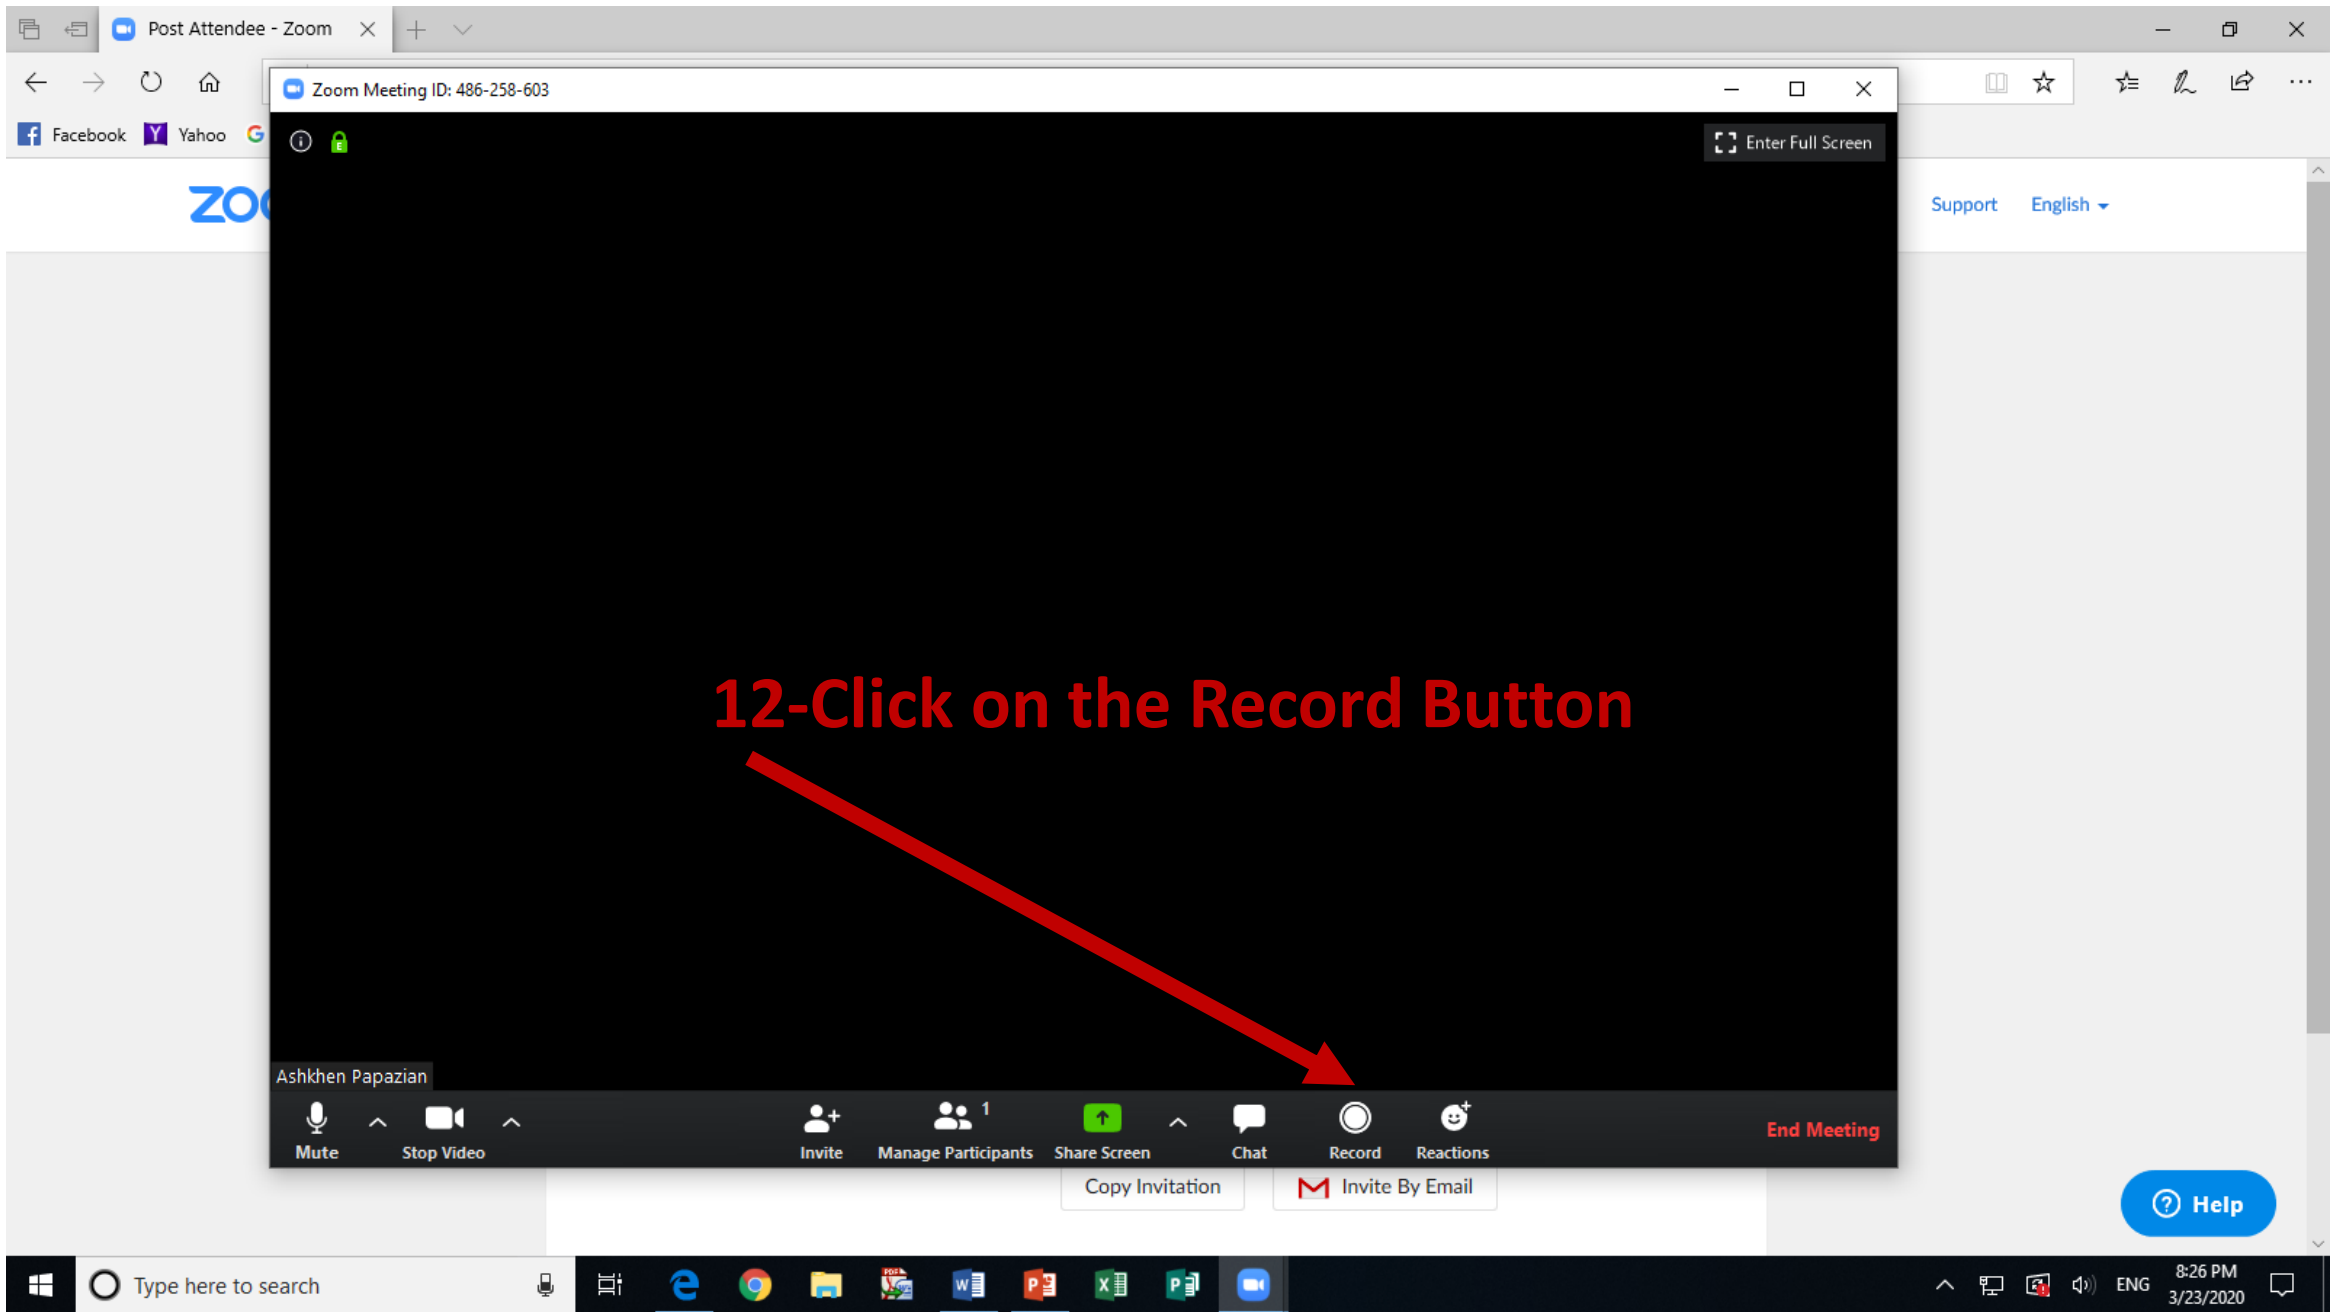 Post Attendee - Zoom
Zoom Meeting ID: 486-258-603
Facebook Yahoo G
Enter Full Screen
Support English
12-Click on the Record Button
Ashkhen Papazian
1
Mute Stop Video Invite Manage Participants Share Screen Chat Record Reactions End Meeting
Copy Invitation Invite By Email
Help
Type here to search
ENG 8:26 PM
3/23/2020